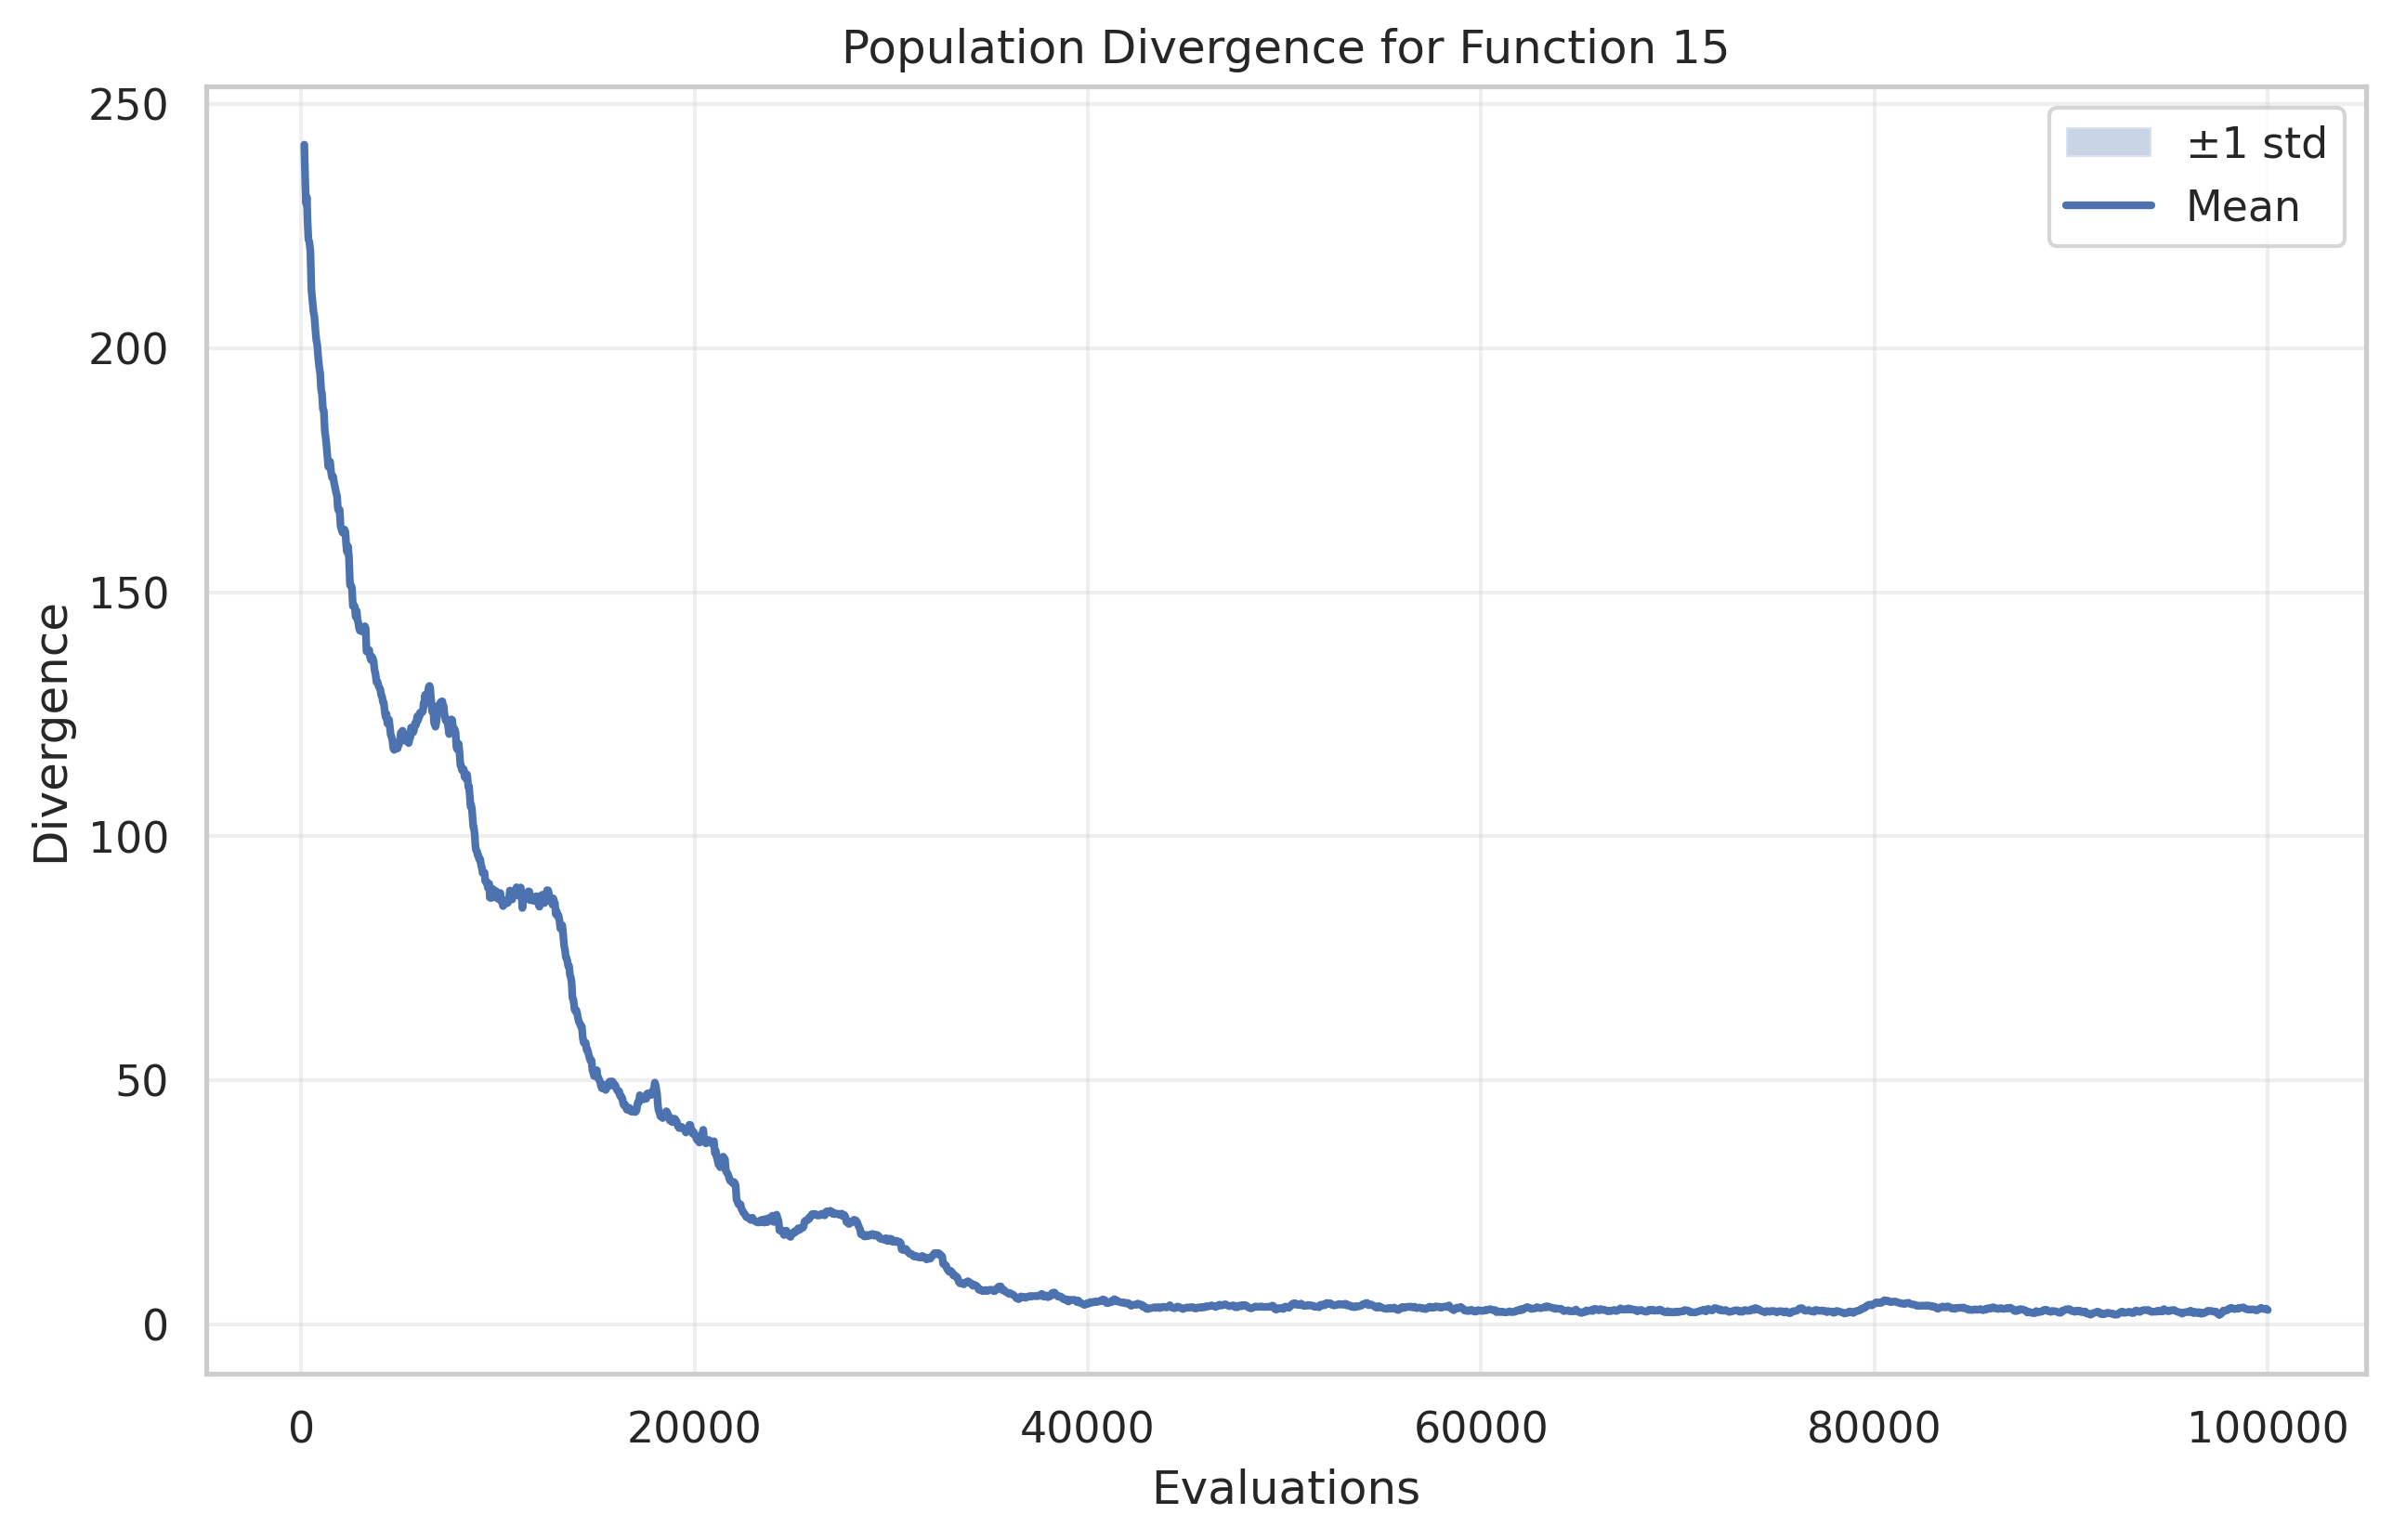 Population Divergence for Function 15
250
200
150
100
50
0
Divergence
±1 std
Mean
0 20000 40000 60000 80000 100000
Evaluations